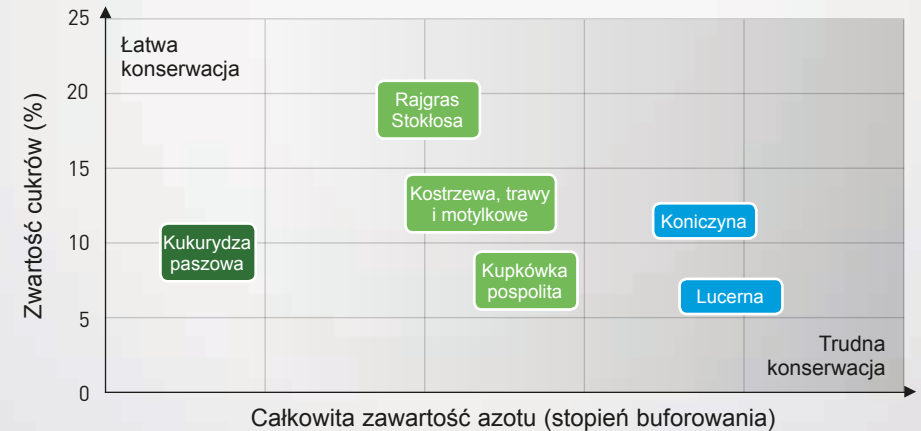 25
20
15
10
5
0
Zwartość cukrów (%)
Łatwa
konserwacja
Rajgras
Stokłosa
Kostrzewa, trawy
i motylkowe
Kukurydza
paszowa
Kupkówka
pospolita
Koniczyna
Lucerna
Trudna
konserwacja
Całkowita zawartość azotu (stopień buforowania)